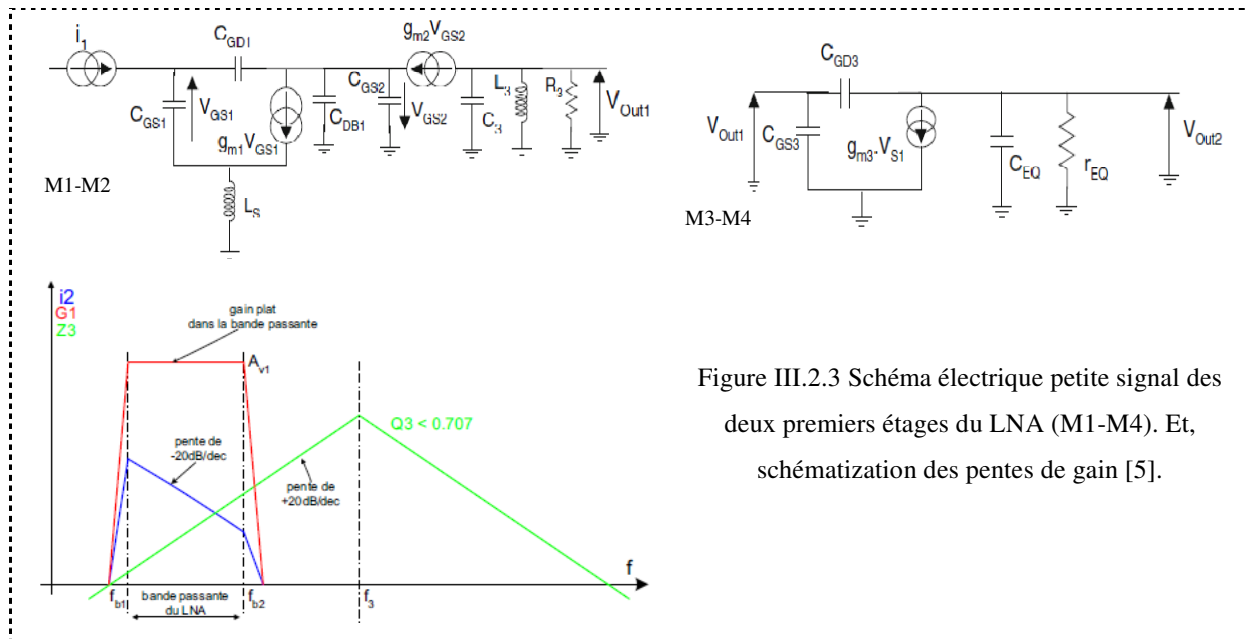 i1
CGD1
gm2VGS2
CGS1
VGS1
gm1VGS1
CDB1
CGS2
VGS2
C3
L3
R3
VOut1
LS
M1-M2
CGD3
VOut1
CGS3
gm3.VS1
CEQ
rEQ
VOut2
M3-M4
i2
G1
Z3
gain plat
dans la bande passante
Av1
pente de
-20dB/dec
Q3 < 0.707
pente de
+20dB/dec
fb1
bande passante
du LNA
fb2
f3
f
Figure III.2.3 Schéma électrique petite signal des
deux premiers étages du LNA (M1-M4). Et,
schématization des pentes de gain [5].